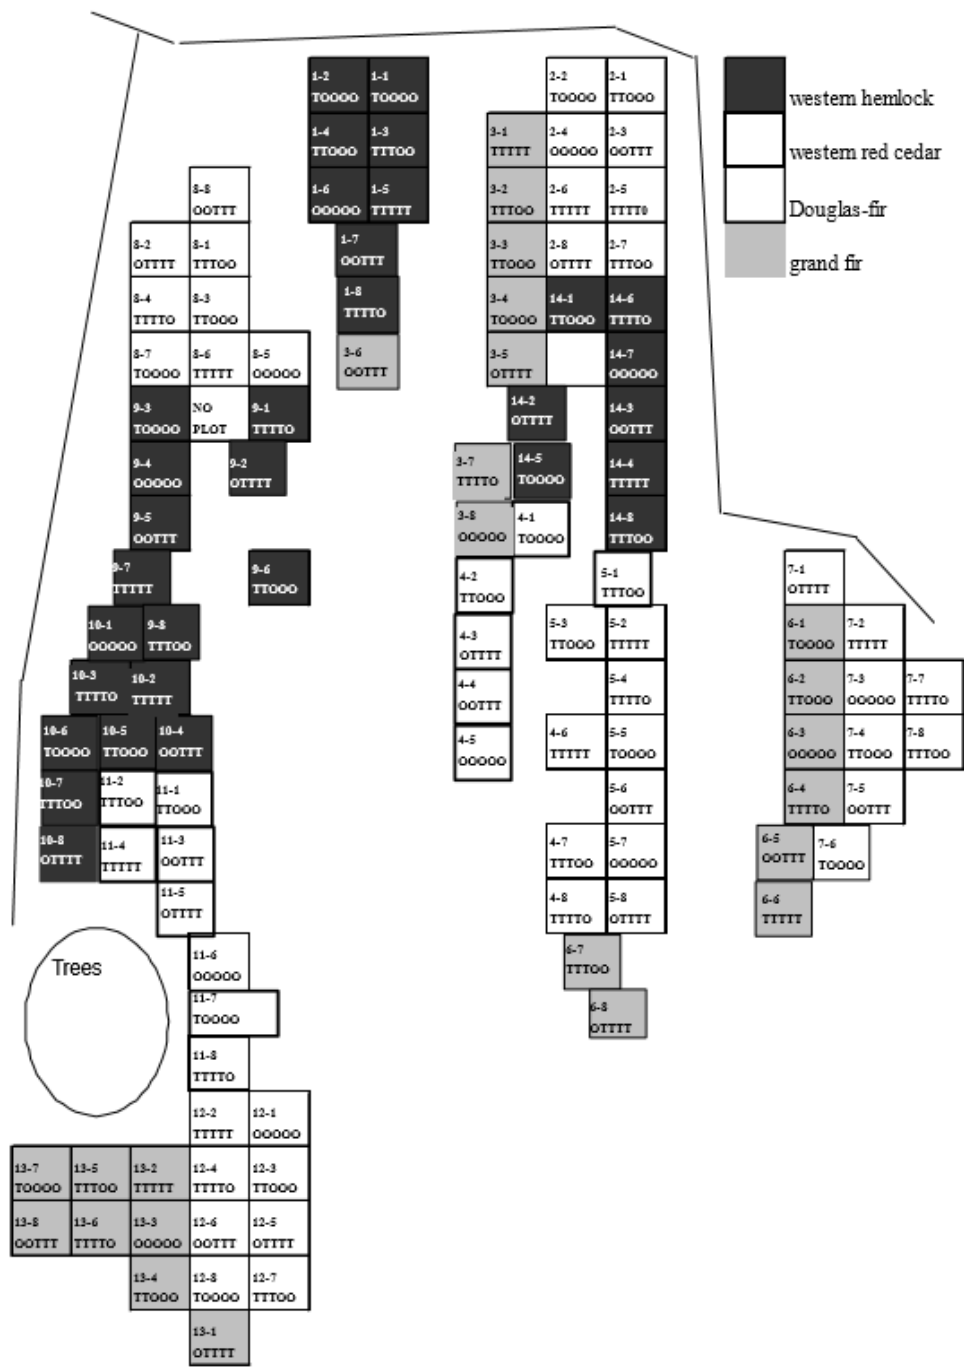 1-2
TOOOO
1-1
TOOOO
2-2
TOOOO
2-1
TTOOO
western hemlock
1-4
TTOOO
1-3
TTTOO
3-1
TTTTT
2-4
OOOOO
2-3
OOTTT
western red cedar
8-8
OOTTT
1-6
OOOOO
1-5
TTTTT
3-2
TTTOO
2-6
TTTTT
2-5
TTTT0
Douglas-fir
8-2
OTTTT
8-1
TTTOO
1-7
OOTTT
3-3
TTOOO
2-8
OTTTT
2-7
TTTOO
grand fir
8-4
TTTTO
8-3
TTOOO
1-8
TTTTO
3-4
TOOOO
14-1
TTOOO
14-6
TTTTO
8-7
TOOOO
8-6
TTTTT
8-5
OOOOO
3-6
OOTTT
3-5
OTTTT
14-7
OOOOO
9-3
TOOOO
NO
PLOT
9-1
TTTTO
14-2
OTTTT
14-3
OOTTT
9-4
OOOOO
9-2
OTTTT
3-7
TTTTO
14-5
TOOOO
14-4
TTTTT
9-5
OOTTT
3-8
OOOOO
4-1
TOOOO
14-8
TTTOO
9-7
TTTTT
9-6
TTOOO
4-2
TTOOO
5-1
TTTOO
7-1
OTTTT
10-1
OOOOO
9-8
TTTOO
4-3
OTTTT
5-3
TTOOO
5-2
TTTTT
6-1
TOOOO
7-2
TTTTT
10-3
TTTTO
10-2
TTTTT
4-4
OOTTT
5-4
TTTTO
6-2
TTOOO
7-3
OOOOO
7-7
TTTTO
10-6
TOOOO
10-5
TTOOO
10-4
OOTTT
4-5
OOOOO
4-6
TTTTT
5-5
TOOOO
6-3
OOOOO
7-4
TTOOO
7-8
TTTOO
10-7
TTTOO
11-2
TTTOO
11-1
TTOOO
5-6
OOTTT
6-4
TTTTO
7-5
OOTTT
10-8
OTTTT
11-4
TTTTT
11-3
OOTTT
4-7
TTTOO
5-7
OOOOO
6-5
OOTTT
7-6
TOOOO
11-5
OTTTT
4-8
TTTTO
5-8
OTTTT
6-6
TTTTT
Trees
11-6
OOOOO
6-7
TTTOO
11-7
TOOOO
6-8
OTTTT
11-8
TTTTO
12-2
TTTTT
12-1
OOOOO
13-7
TOOOO
13-5
TTTOO
13-2
TTTTT
12-4
TTTTO
12-3
TTOOO
13-8
OOTTT
13-6
TTTTO
13-3
OOOOO
12-6
OOTTT
12-5
OTTTT
13-4
TTOOO
12-8
TOOOO
12-7
TTTOO
13-1
OTTTT